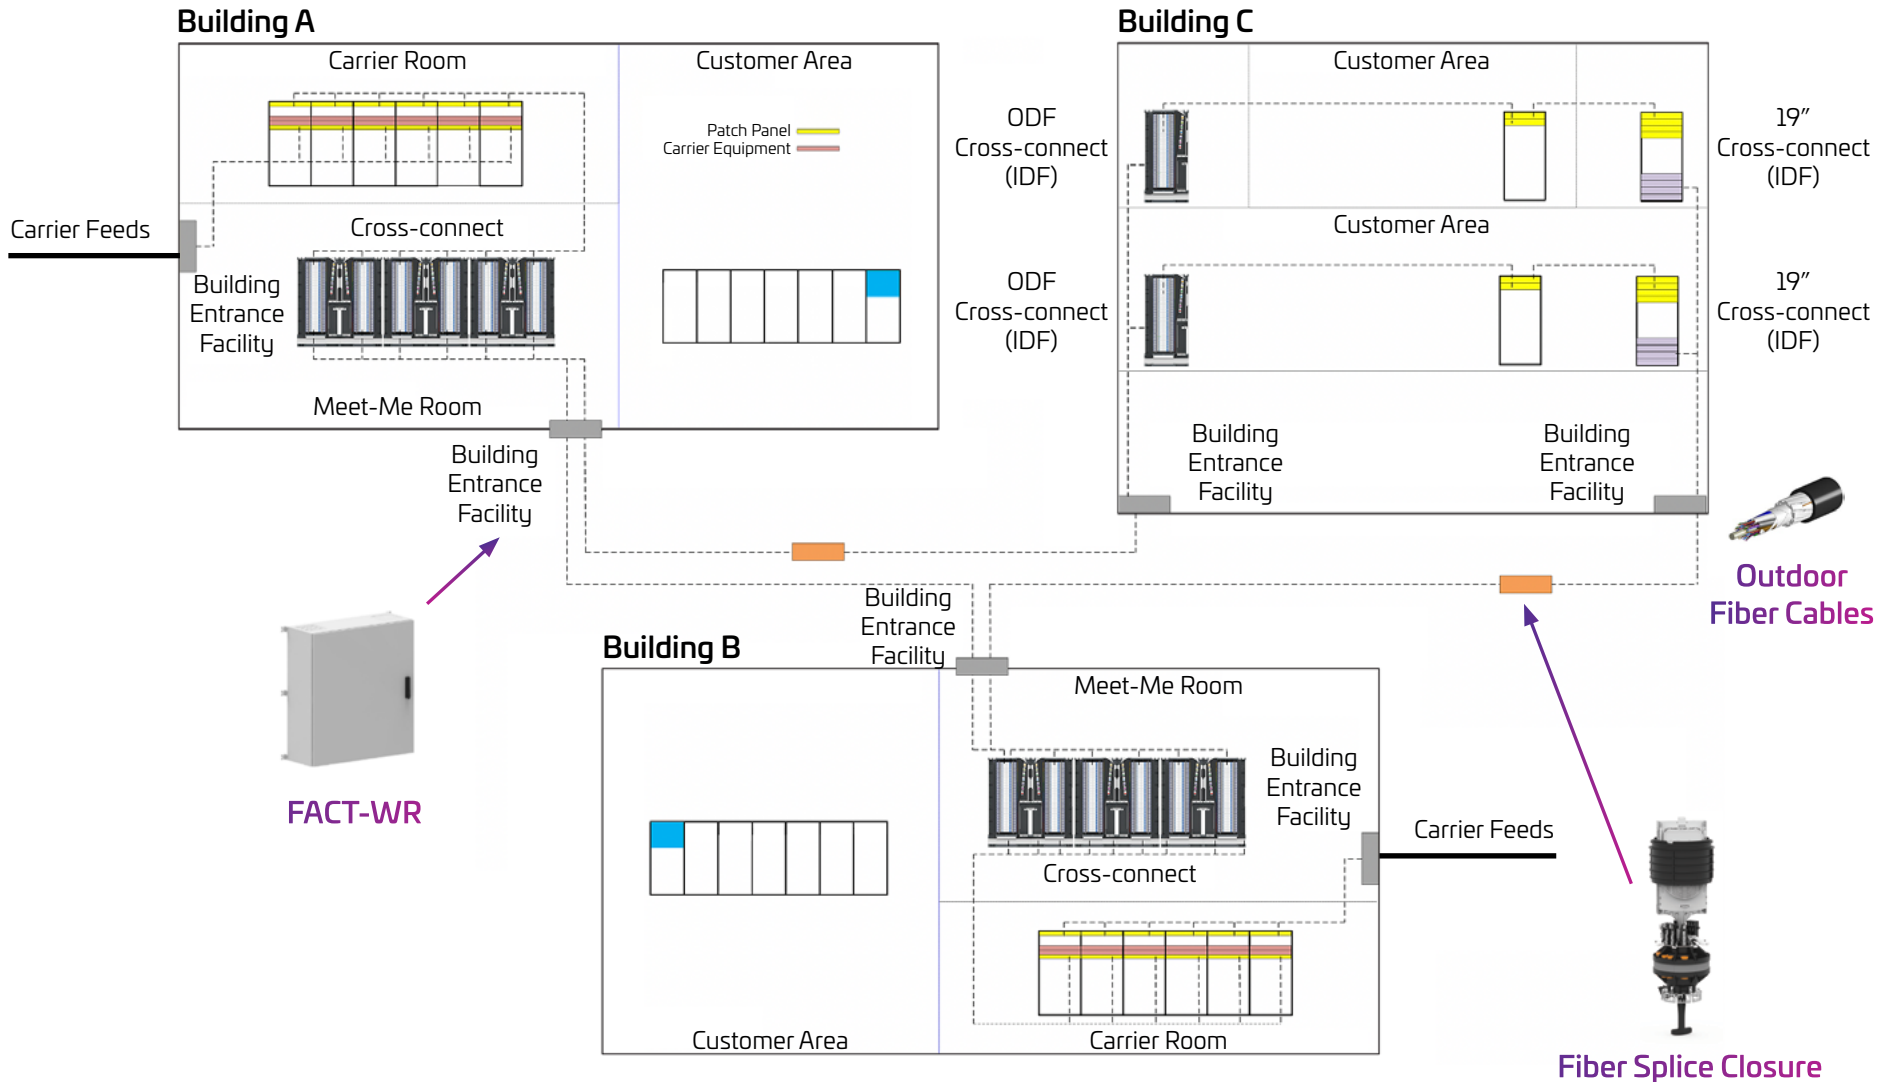 Building A
Carrier Room
Customer Area
Patch Panel
Carrier Equipment
Carrier Feeds
Cross-connect
Building
Entrance
Facility
Meet-Me Room
Building
Entrance
Facility
FACT-WR
Building C
Customer Area
ODF
Cross-connect
(IDF)
19”
Cross-connect
(IDF)
Customer Area
ODF
Cross-connect
(IDF)
19”
Cross-connect
(IDF)
Building
Entrance
Facility
Building
Entrance
Facility
Outdoor
Fiber Cables
Building
Entrance
Facility
Building B
Meet-Me Room
Building
Entrance
Facility
Carrier Feeds
Cross-connect
Customer Area
Carrier Room
Fiber Splice Closure